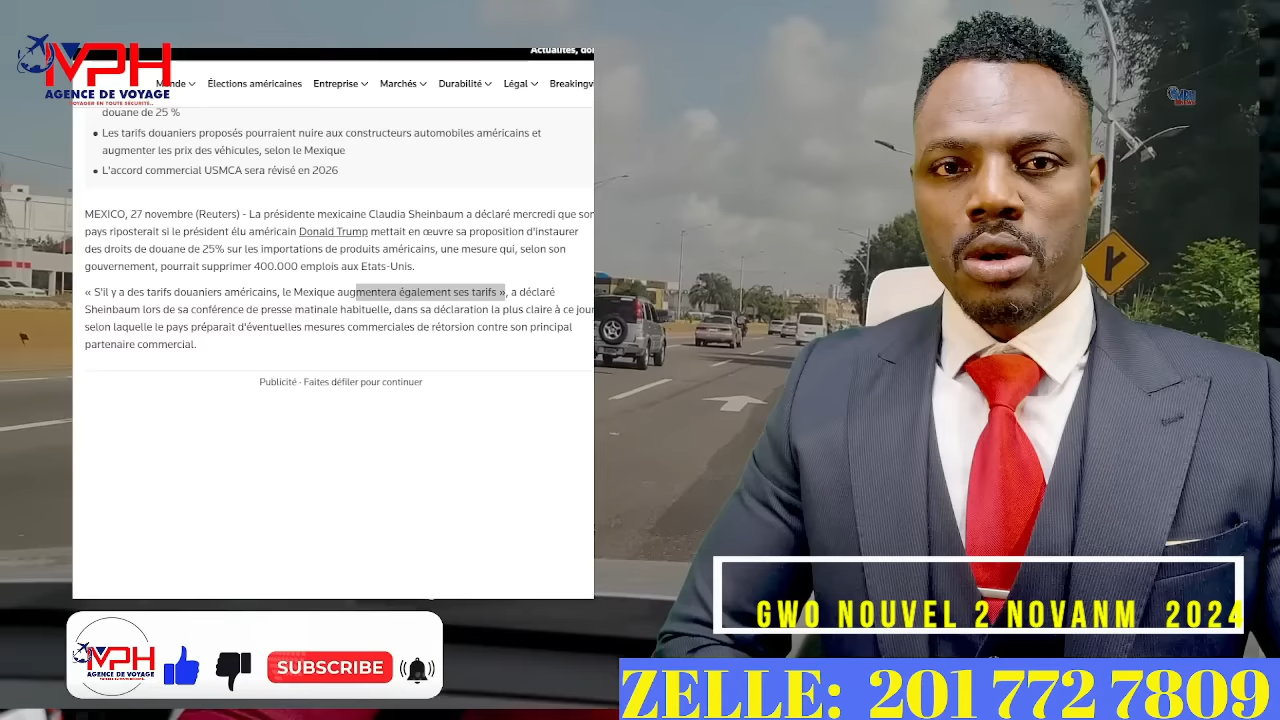 MVPH
AGENCE DE VOYAGE
VOYAGER EN TOUTE SÉCURITÉ..
Actualités,
Monde Élections américaines Entreprise Marchés Durabilité Légal Breakingv
douane de 25 %
• Les tarifs douaniers proposés pourraient nuire aux constructeurs automobiles américains et
augmenter les prix des véhicules, selon le Mexique
• L'accord commercial USMCA sera révisé en 2026
MEXICO, 27 novembre (Reuters) - La présidente mexicaine Claudia Sheinbaum a déclaré mercredi que son
pays riposterait si le président élu américain Donald Trump mettait en œuvre sa proposition d'instaurer
des droits de douane de 25% sur les importations de produits américains, une mesure qui, selon son
gouvernement, pourrait supprimer 400.000 emplois aux Etats-Unis.
« S'il y a des tarifs douaniers américains, le Mexique augmentera également ses tarifs », a déclaré
Sheinbaum lors de sa conférence de presse matinale habituelle, dans sa déclaration la plus claire à ce jour
selon laquelle le pays préparait d'éventuelles mesures commerciales de rétorsion contre son principal
partenaire commercial.
Publicité · Faites défiler pour continuer
MVPH
AGENCE DE VOYAGE
SUBSCRIBE
GWO NOUVEL 2 NOVANM 2024
ZELLE: 201 772 7809